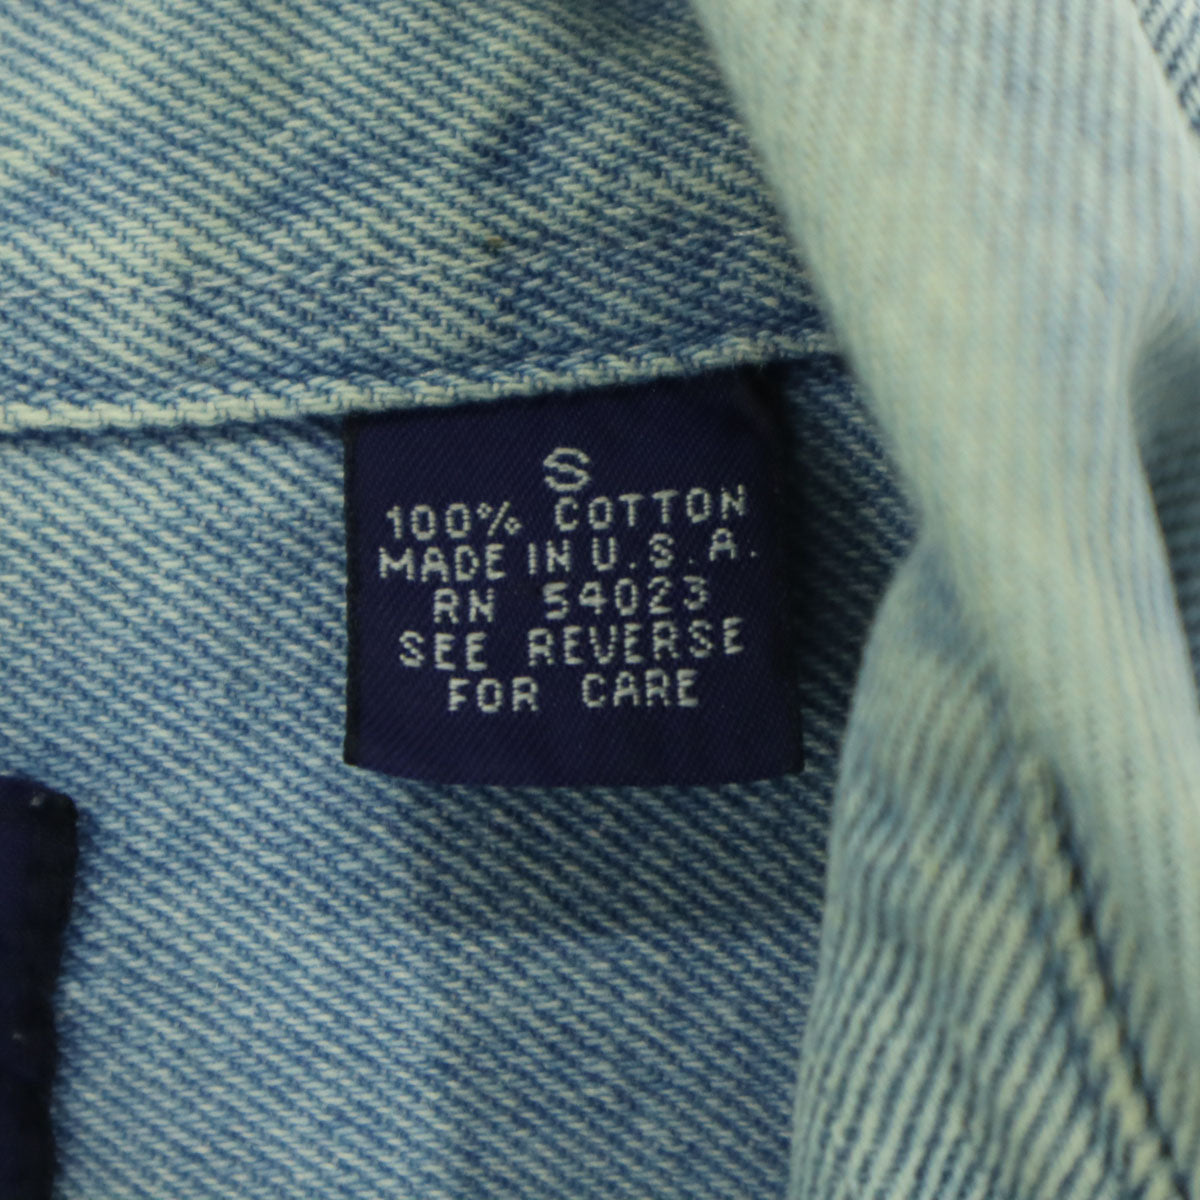 S
100% COTTON
MADE IN U.S.A.
RN 54023
SEE REVERSE
FOR CARE